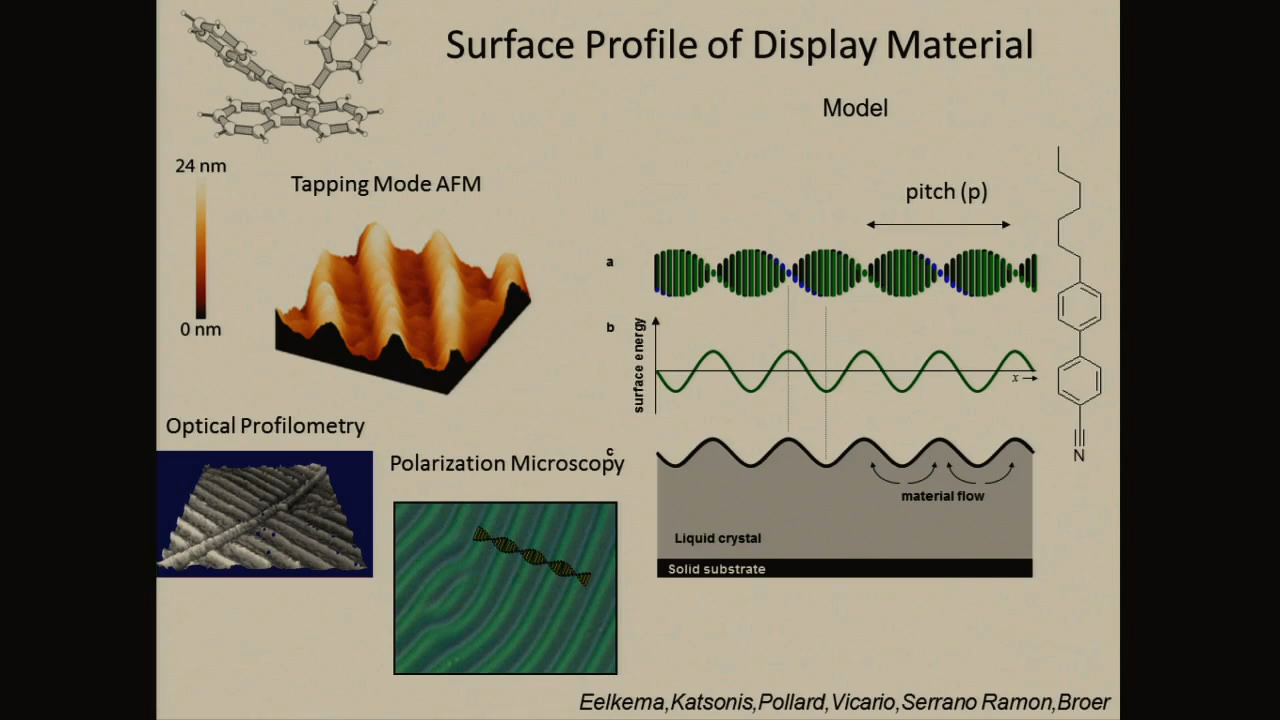 Surface Profile of Display Material
Model
24 nm
Tapping Mode AFM
0 nm
pitch (p)
a
b
surface energy
x
c
material flow
Liquid crystal
Solid substrate
N
Optical Profilometry
Polarization Microscopy
Eelkema,Katsonis,Pollard,Vicario,Serrano Ramon,Broer